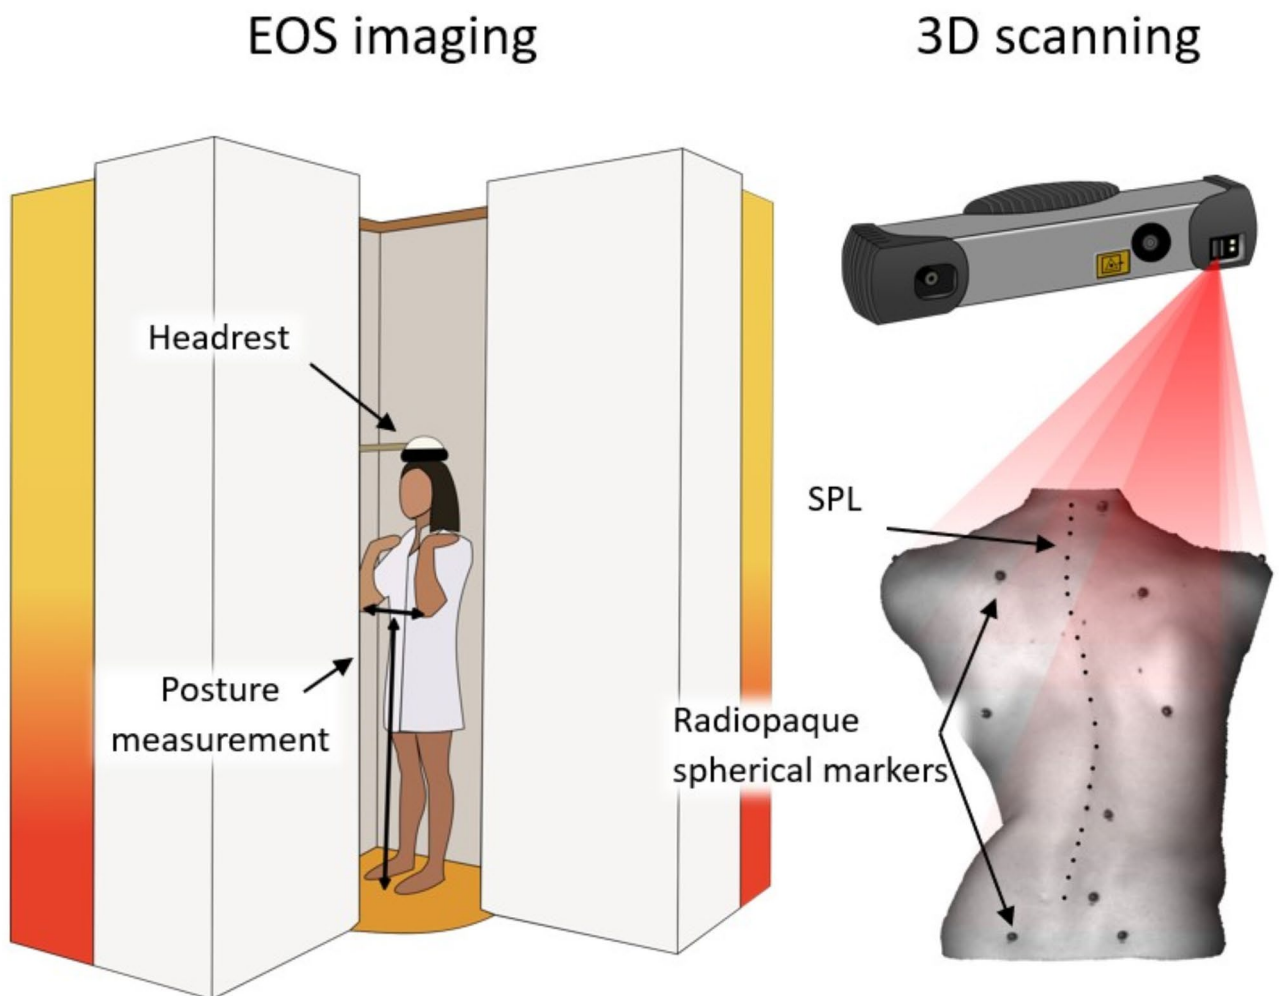 EOS imaging
3D scanning
Headrest
SPL
Posture
measurement
Radiopaque
spherical markers